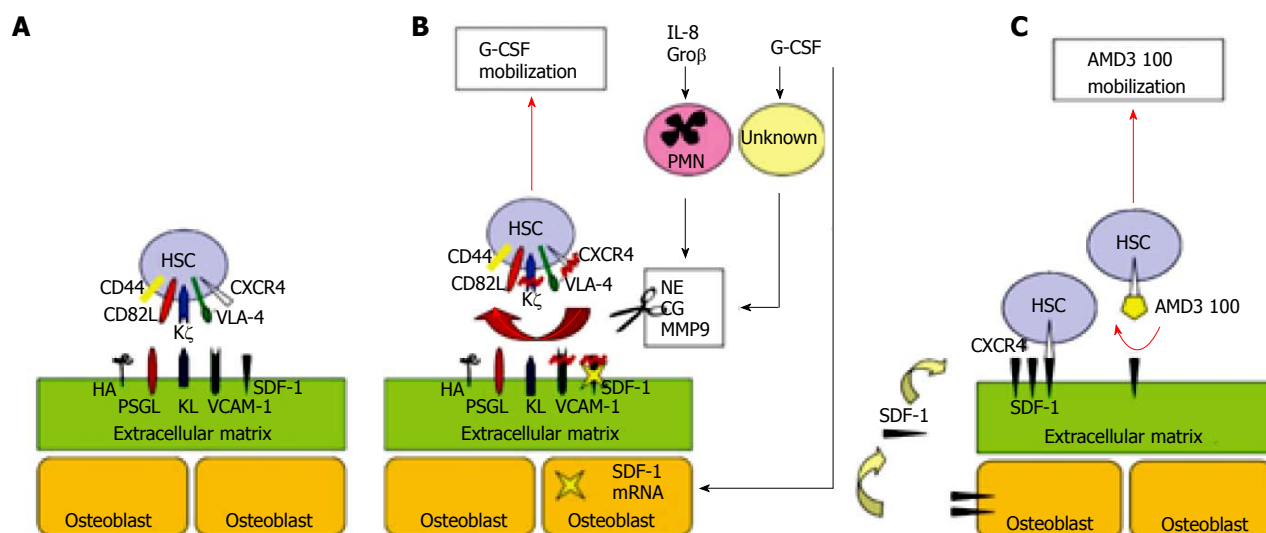 A
HSC
CD44
CXCR4
CD82L
VLA-4
Kζ
HA
SDF-1
PSGL KL VCAM-1
Extracellular matrix
Osteoblast Osteoblast
B
G-CSF
mobilization
IL-8
Groβ
G-CSF
PMN
Unknown
HSC
CD44
CXCR4
CD82L
VLA-4
Kζ
NE
CG
MMP9
HA
SDF-1
PSGL KL VCAM-1
Extracellular matrix
SDF-1
mRNA
Osteoblast Osteoblast
C
AMD3 100
mobilization
HSC
HSC
AMD3 100
CXCR4
SDF-1
SDF-1
Extracellular matrix
Osteoblast Osteoblast